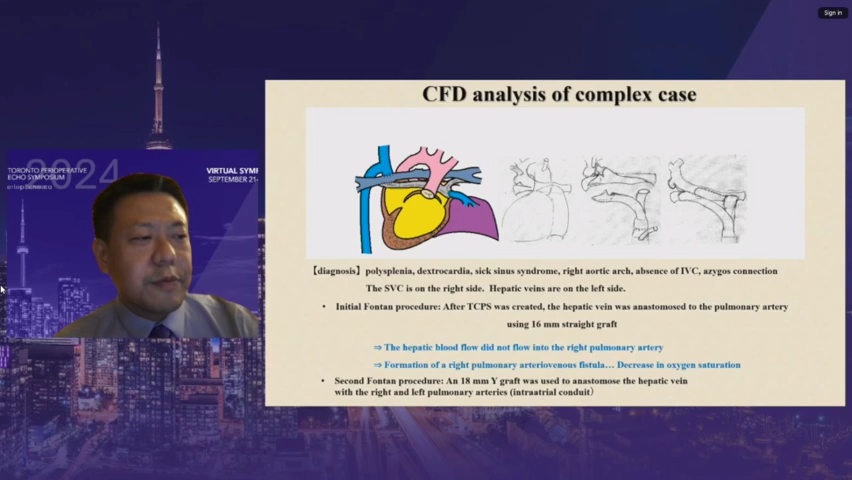 Sign in
2024
TORONTO PERIOPERATIVE
ECHO SYMPOSIUM
VIRTUAL SYM
SEPTEMBER 21-
CFD analysis of complex case
【diagnosis】polysplenia, dextrocardia, sick sinus syndrome, right aortic arch, absence of IVC, azygos connection
The SVC is on the right side. Hepatic veins are on the left side.
• Initial Fontan procedure: After TCPS was created, the hepatic vein was anastomosed to the pulmonary artery
using 16 mm straight graft
⇒ The hepatic blood flow did not flow into the right pulmonary artery
⇒ Formation of a right pulmonary arteriovenous fistula… Decrease in oxygen saturation
• Second Fontan procedure: An 18 mm Y graft was used to anastomose the hepatic vein
with the right and left pulmonary arteries (intraatrial conduit）